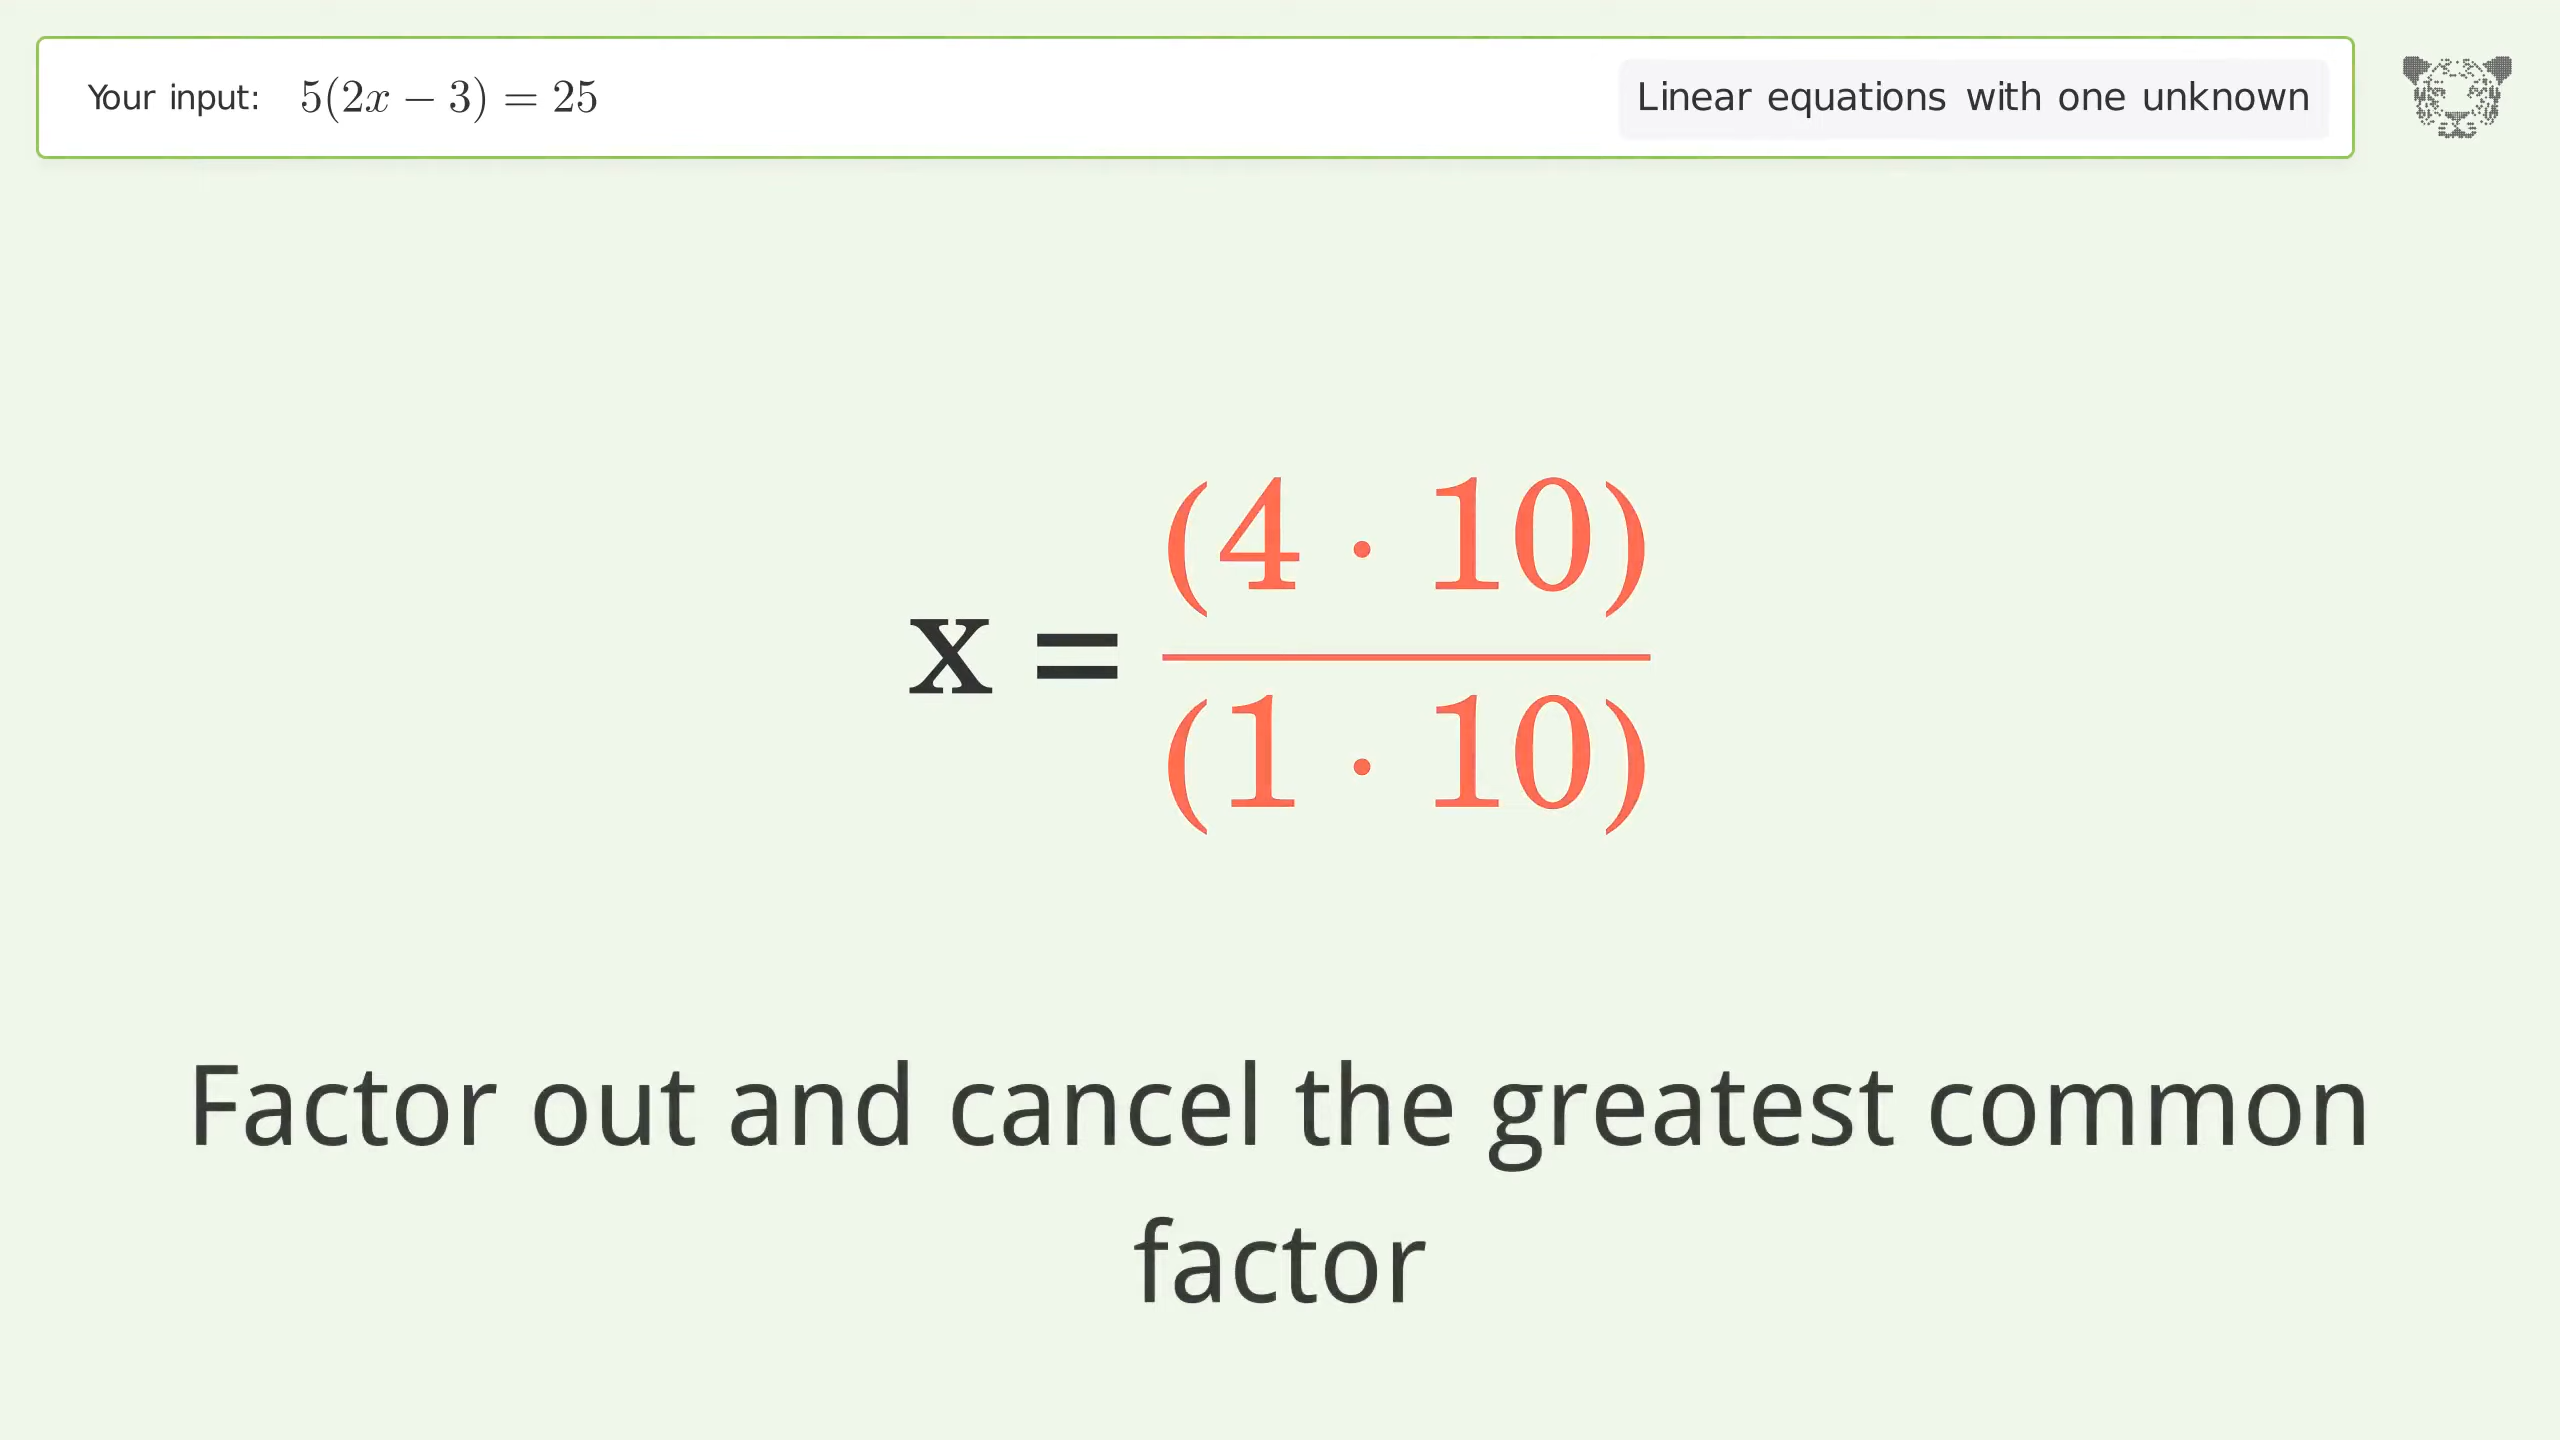 Your input: 5(2x − 3) = 25
Linear equations with one unknown
x = (4 · 10) / (1 · 10)
Factor out and cancel the greatest common
factor